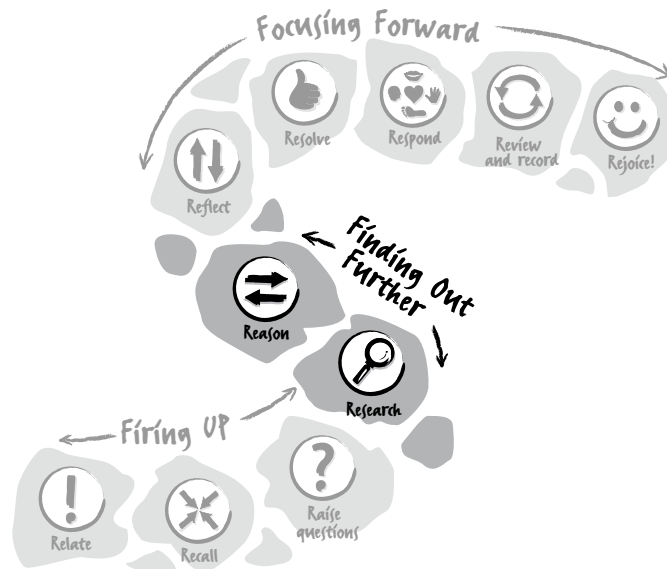 Focusing Forward
Resolve
Respond
Review
and record
Rejoice!
Reflect
Finding Out
Further
Reason
Research
Firing UP
Relate
Recall
Raise
questions